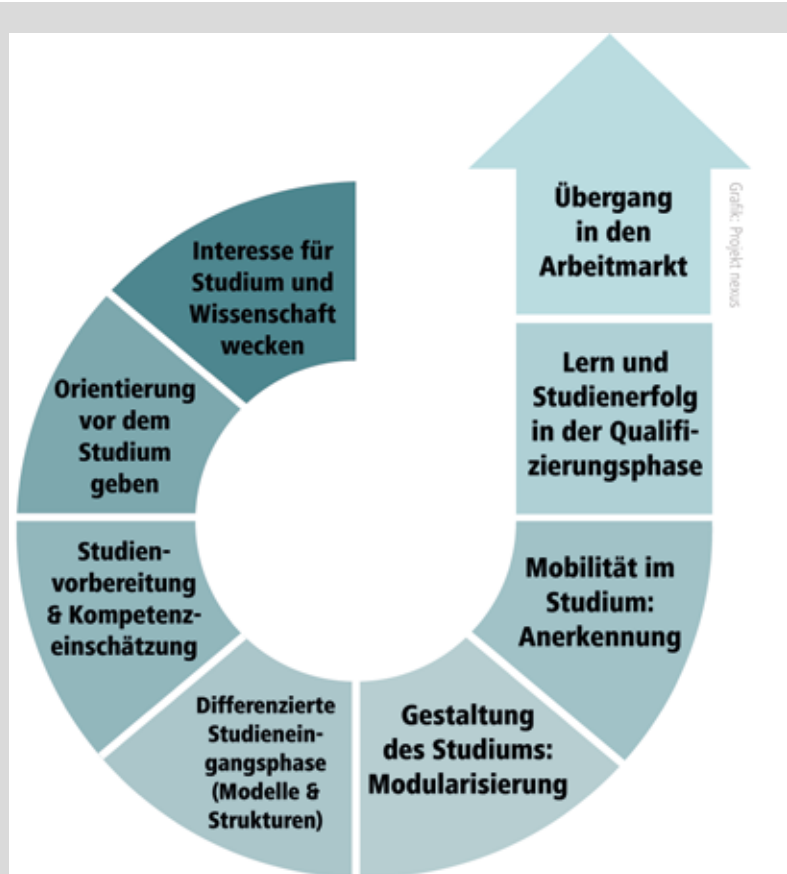 Interesse für
Studium und
Wissenschaft
wecken
Orientierung
vor dem
Studium
geben
Studien-
vorbereitung
& Kompetenz-
einschätzung
Differenzierte
Studienein-
gangsphase
(Modelle &
Strukturen)
Gestaltung
des Studiums:
Modularisierung
Mobilität im
Studium:
Anerkennung
Lern und
Studienerfolg
in der Qualifi-
zierungsphase
Übergang
in den
Arbeitmarkt
Grafik: Projekt nexus